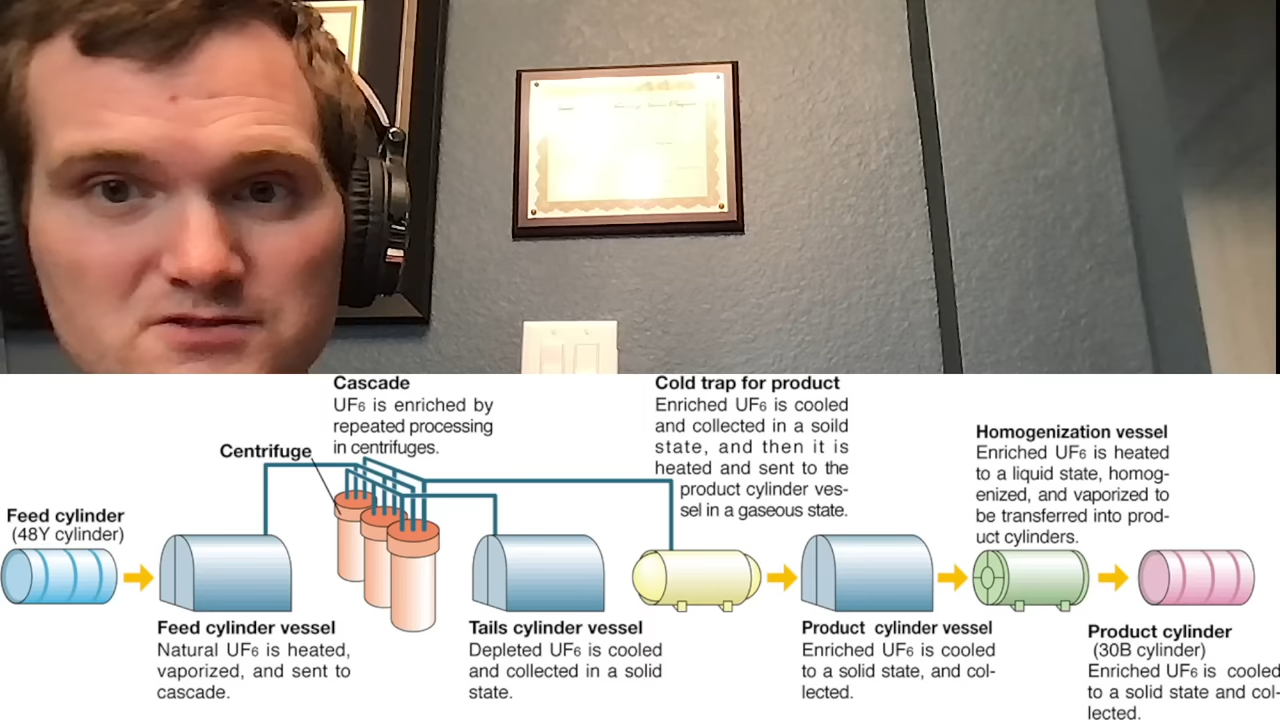 Cascade
UF6 is enriched by
repeated processing
in centrifuges.
Centrifuge
Cold trap for product
Enriched UF6 is cooled
and collected in a soild
state, and then it is
heated and sent to the
product cylinder ves-
sel in a gaseous state.
Homogenization vessel
Enriched UF6 is heated
to a liquid state, homog-
enized, and vaporized to
be transferred into prod-
uct cylinders.
Feed cylinder
(48Y cylinder)
Feed cylinder vessel
Natural UF6 is heated,
vaporized, and sent to
cascade.
Tails cylinder vessel
Depleted UF6 is cooled
and collected in a solid
state.
Product cylinder vessel
Enriched UF6 is cooled
to a solid state, and col-
lected.
Product cylinder
(30B cylinder)
Enriched UF6 is cooled
to a solid state and col-
lected.